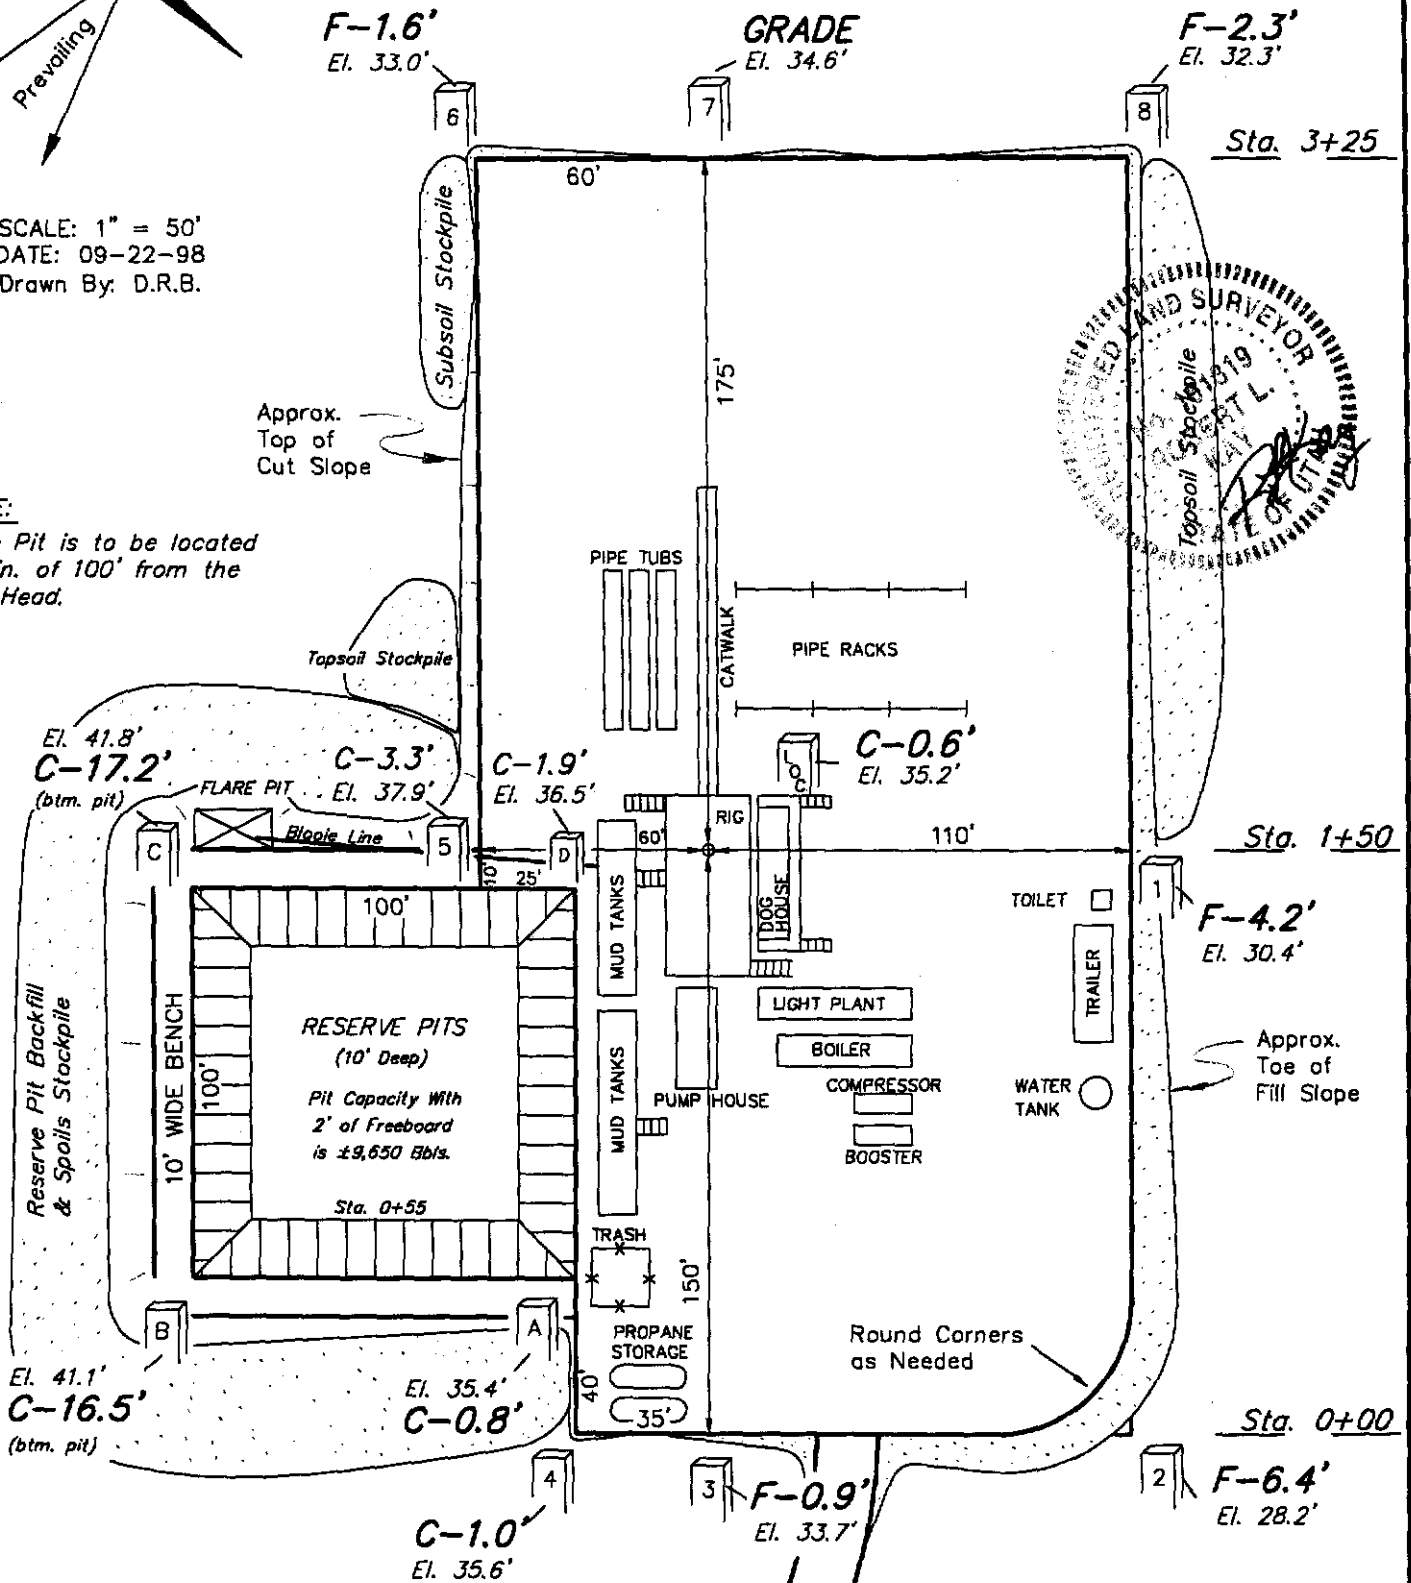 Prevailing
F-1.6'
El. 33.0'
GRADE
El. 34.6'
F-2.3'
El. 32.3'
6
7
8
Sta. 3+25
60'
SCALE: 1" = 50'
DATE: 09-22-98
Drawn By: D.R.B.
Subsoil Stockpile
175'
LAND SURVEYOR
ROBERT L.
KAY
STATE OF UTAH
Topsoil Stockpile
Approx.
Top of
Cut Slope
E:
Pit is to be located
in. of 100' from the
Head.
PIPE TUBS
CATWALK
PIPE RACKS
Topsoil Stockpile
El. 41.8'
C-17.2'
(btm. pit)
FLARE PIT
C-3.3'
El. 37.9'
C-1.9'
El. 36.5'
C-0.6'
El. 35.2'
LOC
RIG
C
Blooie Line
5
D
60'
110'
Sta. 1+50
10'
25'
100'
MUD TANKS
DOG HOUSE
TOILET
1
F-4.2'
El. 30.4'
TRAILER
Reserve Pit Backfill
& Spoils Stockpile
10' WIDE BENCH
100'
RESERVE PITS
(10' Deep)
Pit Capacity With
2' of Freeboard
is ±9,650 Bbls.
Sta. 0+55
MUD TANKS
LIGHT PLANT
BOILER
PUMP HOUSE
COMPRESSOR
BOOSTER
WATER
TANK
Approx.
Toe of
Fill Slope
TRASH
150'
B
A
PROPANE
STORAGE
Round Corners
as Needed
El. 41.1'
C-16.5'
(btm. pit)
El. 35.4'
C-0.8'
40'
35'
Sta. 0+00
4
3
2
C-1.0'
El. 35.6'
F-0.9'
El. 33.7'
F-6.4'
El. 28.2'